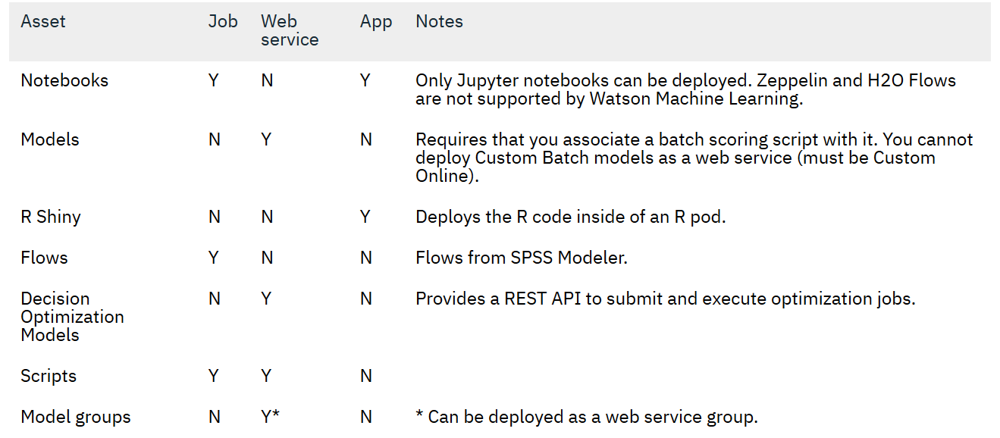 Asset Job Web service App Notes
Notebooks Y N Y Only Jupyter notebooks can be deployed. Zeppelin and H2O Flows
are not supported by Watson Machine Learning.
Models N Y N Requires that you associate a batch scoring script with it. You cannot
deploy Custom Batch models as a web service (must be Custom
Online).
R Shiny N N Y Deploys the R code inside of an R pod.
Flows Y N N Flows from SPSS Modeler.
Decision N Y N Provides a REST API to submit and execute optimization jobs.
Optimization
Models
Scripts Y Y N
Model groups N Y* N * Can be deployed as a web service group.